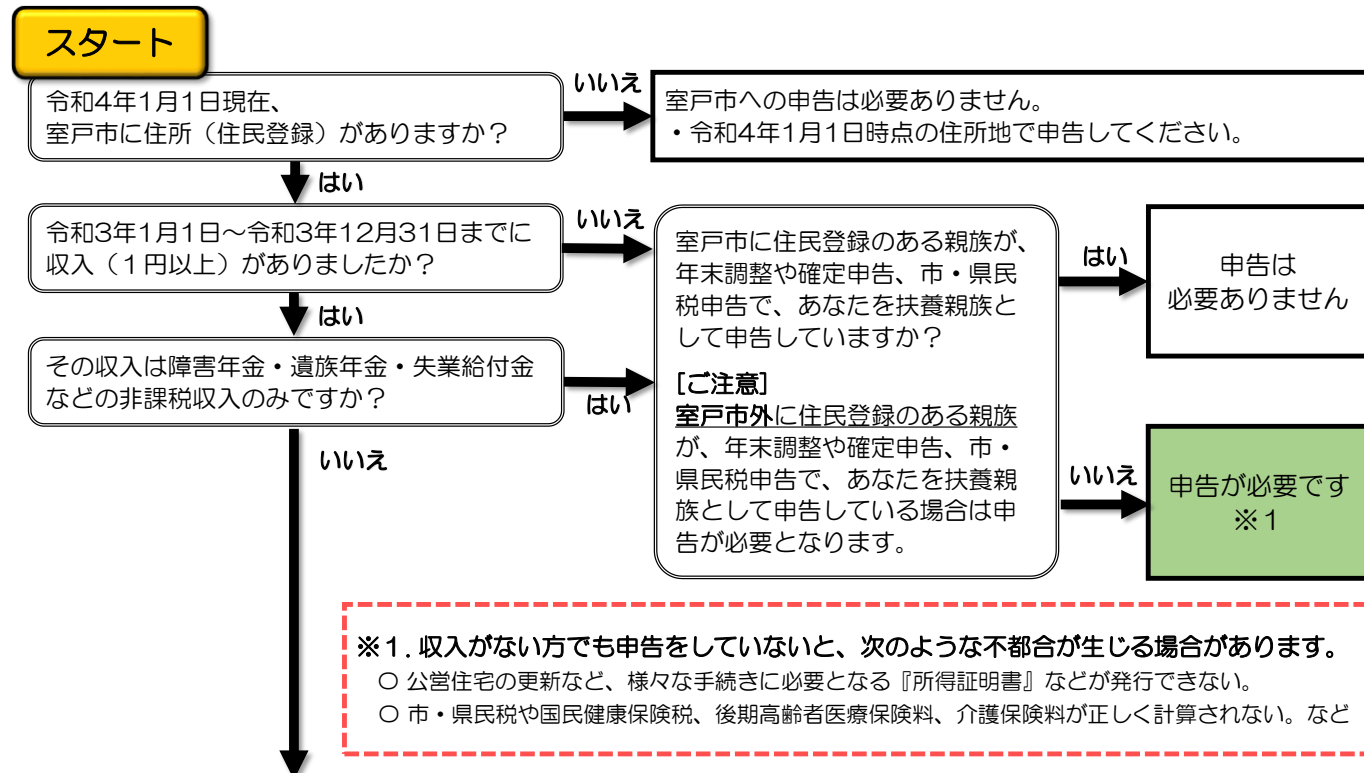 スタート
令和4年1月1日現在、
室戸市に住所（住民登録）がありますか？
いいえ
室戸市への申告は必要ありません。
・令和4年1月1日時点の住所地で申告してください。
はい
令和3年1月1日～令和3年12月31日までに
収入（１円以上）がありましたか？
いいえ
はい
その収入は障害年金・遺族年金・失業給付金
などの非課税収入のみですか？
はい
いいえ
室戸市に住民登録のある親族が、
年末調整や確定申告、市・県民
税申告で、あなたを扶養親族と
して申告していますか？
[ご注意]
室戸市外に住民登録のある親族
が、年末調整や確定申告、市・
県民税申告で、あなたを扶養親
族として申告している場合は申
告が必要となります。
はい
申告は
必要ありません
いいえ
申告が必要です
※１
※１. 収入がない方でも申告をしていないと、次のような不都合が生じる場合があります。
○ 公営住宅の更新など、様々な手続きに必要となる『所得証明書』などが発行できない。
○ 市・県民税や国民健康保険税、後期高齢者医療保険料、介護保険料が正しく計算されない。など